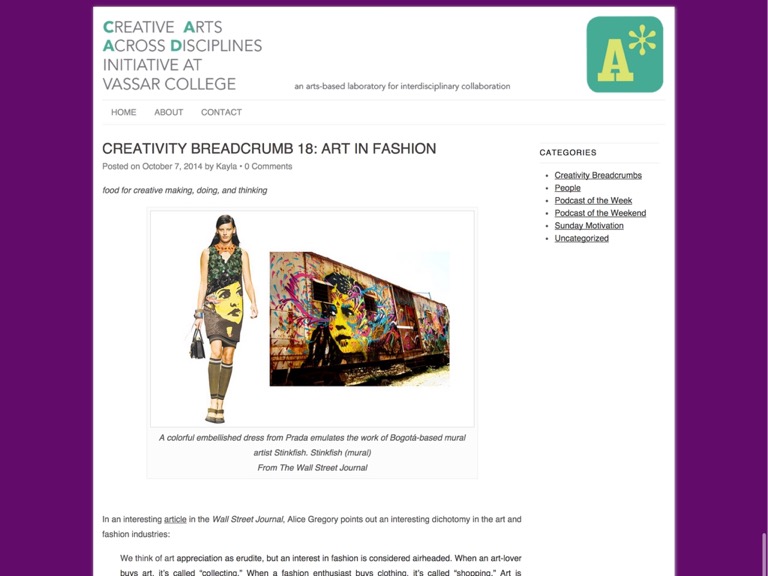 CREATIVE ARTS
ACROSS DISCIPLINES
INITIATIVE AT
VASSAR COLLEGE
an arts-based laboratory for interdisciplinary collaboration
A*
HOME ABOUT CONTACT
CREATIVITY BREADCRUMB 18: ART IN FASHION
Posted on October 7, 2014 by Kayla • 0 Comments
food for creative making, doing, and thinking
A colorful embellished dress from Prada emulates the work of Bogotá-based mural
artist Stinkfish. Stinkfish (mural)
From The Wall Street Journal
In an interesting article in the Wall Street Journal, Alice Gregory points out an interesting dichotomy in the art and
fashion industries:
We think of art appreciation as erudite, but an interest in fashion is considered airheaded. When an art-lover
buys art, it's called “collecting.” When a fashion enthusiast buys clothing, it's called “shopping.” Art is
CATEGORIES
Creativity Breadcrumbs
People
Podcast of the Week
Podcast of the Weekend
Sunday Motivation
Uncategorized